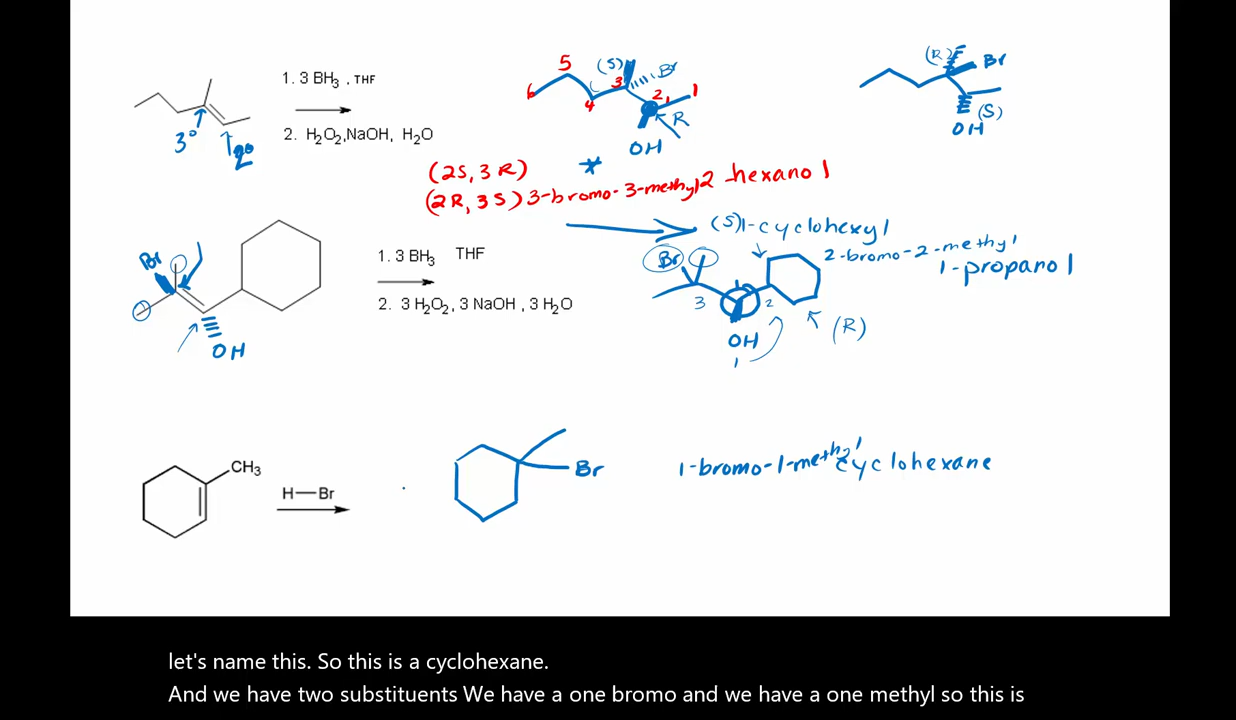 1. 3 BH3 . THF
2. H2O2,NaOH, H2O
3°
2°
(S)
Br
5
3
6
4
2
1
R
OH
(R)
Br
(S)
OH
(2S, 3R)
(2R, 3S) 3-bromo-3-methyl 2-hexanol
Br
OH
1. 3 BH3 THF
2. 3 H2O2, 3 NaOH , 3 H2O
(S) 1-cyclohexyl
2-bromo-2-methyl
1-propanol
Br
3
1
2
OH
1
(R)
CH3
H—Br
Br
1-bromo-1-methyl cyclohexane
let's name this. So this is a cyclohexane.
And we have two substituents We have a one bromo and we have a one methyl so this is